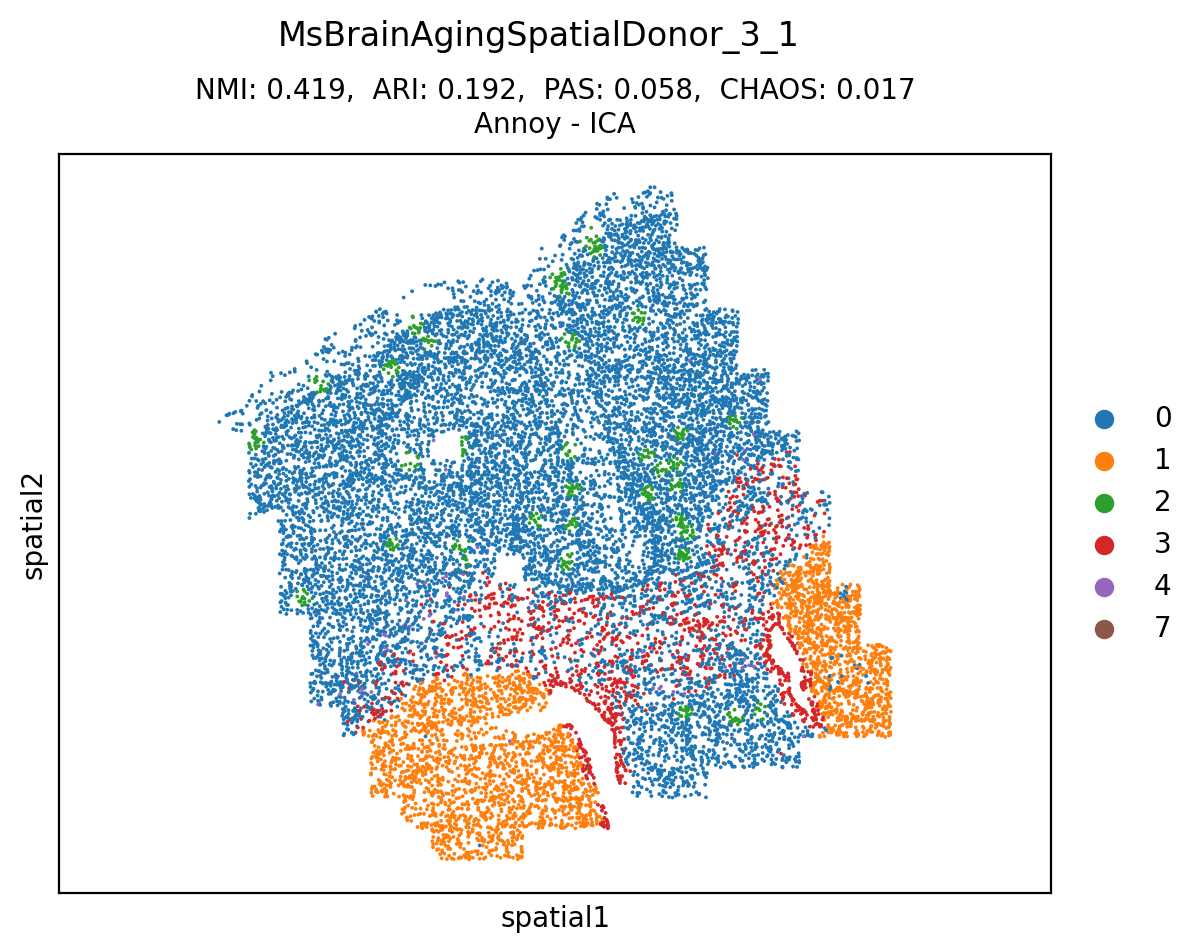 MsBrainAgingSpatialDonor_3_1
NMI: 0.419,  ARI: 0.192,  PAS: 0.058,  CHAOS: 0.017
Annoy - ICA
spatial2
0
1
2
3
4
7
spatial1